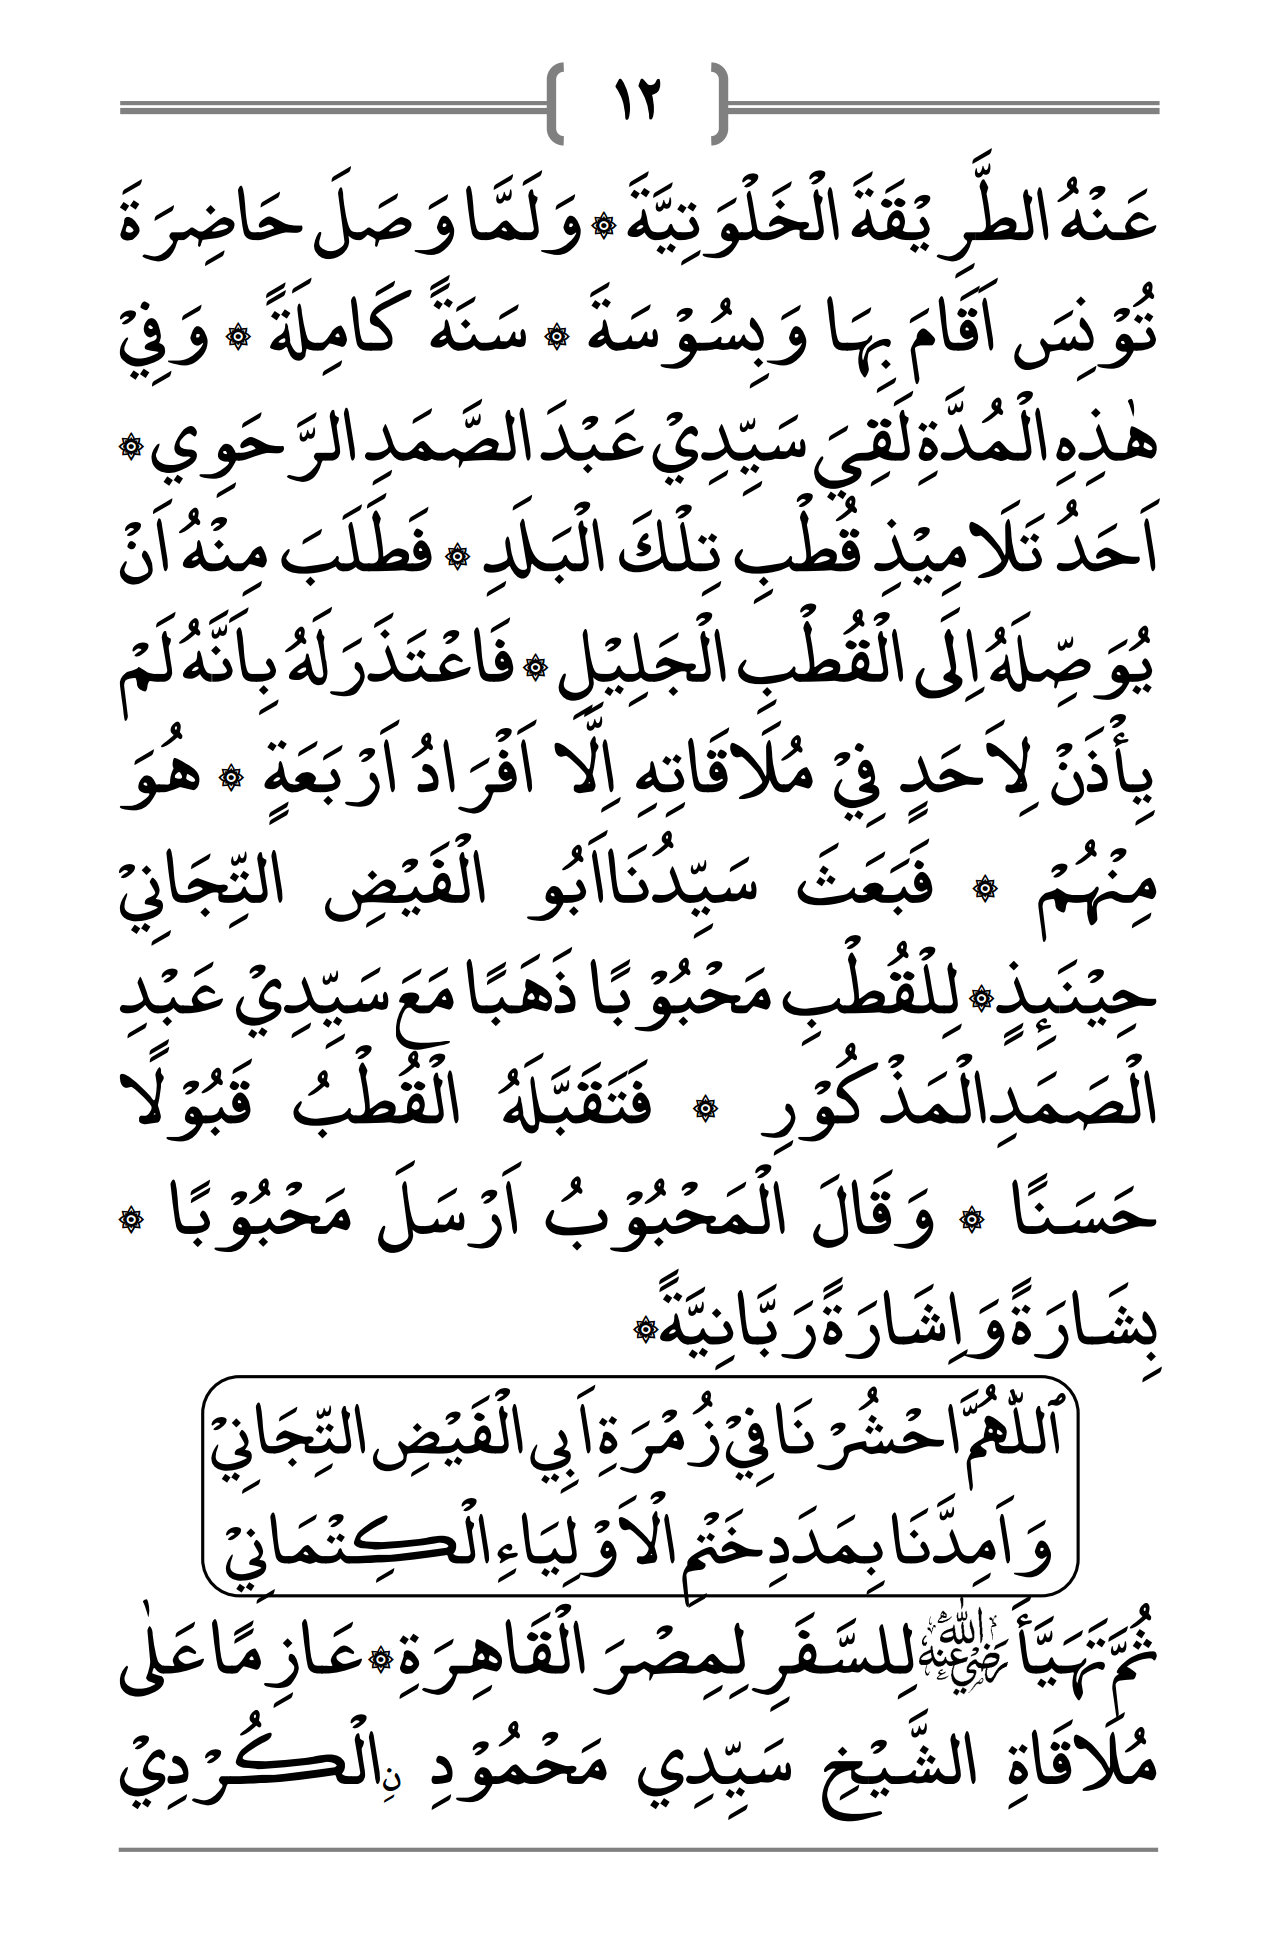 ١٢
عَنْهُ الطَّرِيْقَةَ الْخَلْوَتِيَّةَ ۞ وَلَمَّا وَصَلَ حَاضِرَةَ
تُوْنِسَ اَقَامَ بِهَا وَبِسُوْسَةَ ۞ سَنَةً كَامِلَةً ۞ وَفِيْ
هٰذِهِ الْمُدَّةِ لَقِيَ سَيِّدِيْ عَبْدَ الصَّمَدِ الرَّحَوِي ۞
اَحَدُ تَلَامِيْذِ قُطْبِ تِلْكَ الْبَلَدِ ۞ فَطَلَبَ مِنْهُ اَنْ
يُوَصِّلَهُ اِلَى الْقُطْبِ الْجَلِيْلِ ۞ فَاعْتَذَرَ لَهُ بِاَنَّهُ لَمْ
يِأْذَنْ لِاَحَدٍ فِيْ مُلَاقَاتِهِ اِلَّا اَفْرَادُ اَرْبَعَةٍ ۞ هُوَ
مِنْهُمْ ۞ فَبَعَثَ سَيِّدُنَا اَبُو الْفَيْضِ التِّجَانِيْ
حِيْنَئِذٍ ۞ لِلْقُطْبِ مَحْبُوْبًا ذَهَبًا مَعَ سَيِّدِيْ عَبْدِ
الْصَمَدِ الْمَذْكُوْرِ ۞ فَتَقَبَّلَهُ الْقُطْبُ قَبُوْلًا
حَسَنًا ۞ وَقَالَ الْمَحْبُوْبُ اَرْسَلَ مَحْبُوْبًا ۞
بِشَارَةً وَاِشَارَةً رَبَّانِيَّةً ۞
اَللّٰهُمَّ احْشُرْنَا فِيْ زُمْرَةِ اَبِي الْفَيْضِ التِّجَانِيْ
وَاَمِدَّنَا بِمَدَدِ خَتْمِ الْاَوْلِيَاءِ الْكِتْمَانِيْ
ثُمَّ تَهَيَّأَ رَضِيَ اللّٰهُ عَنْهُ لِلسَّفَرِ لِمِصْرَ الْقَاهِرَةِ ۞ عَازِمًا عَلٰى
مُلَاقَاةِ الشَّيْخِ سَيِّدِي مَحْمُوْدِ نِ الْكُرْدِيْ